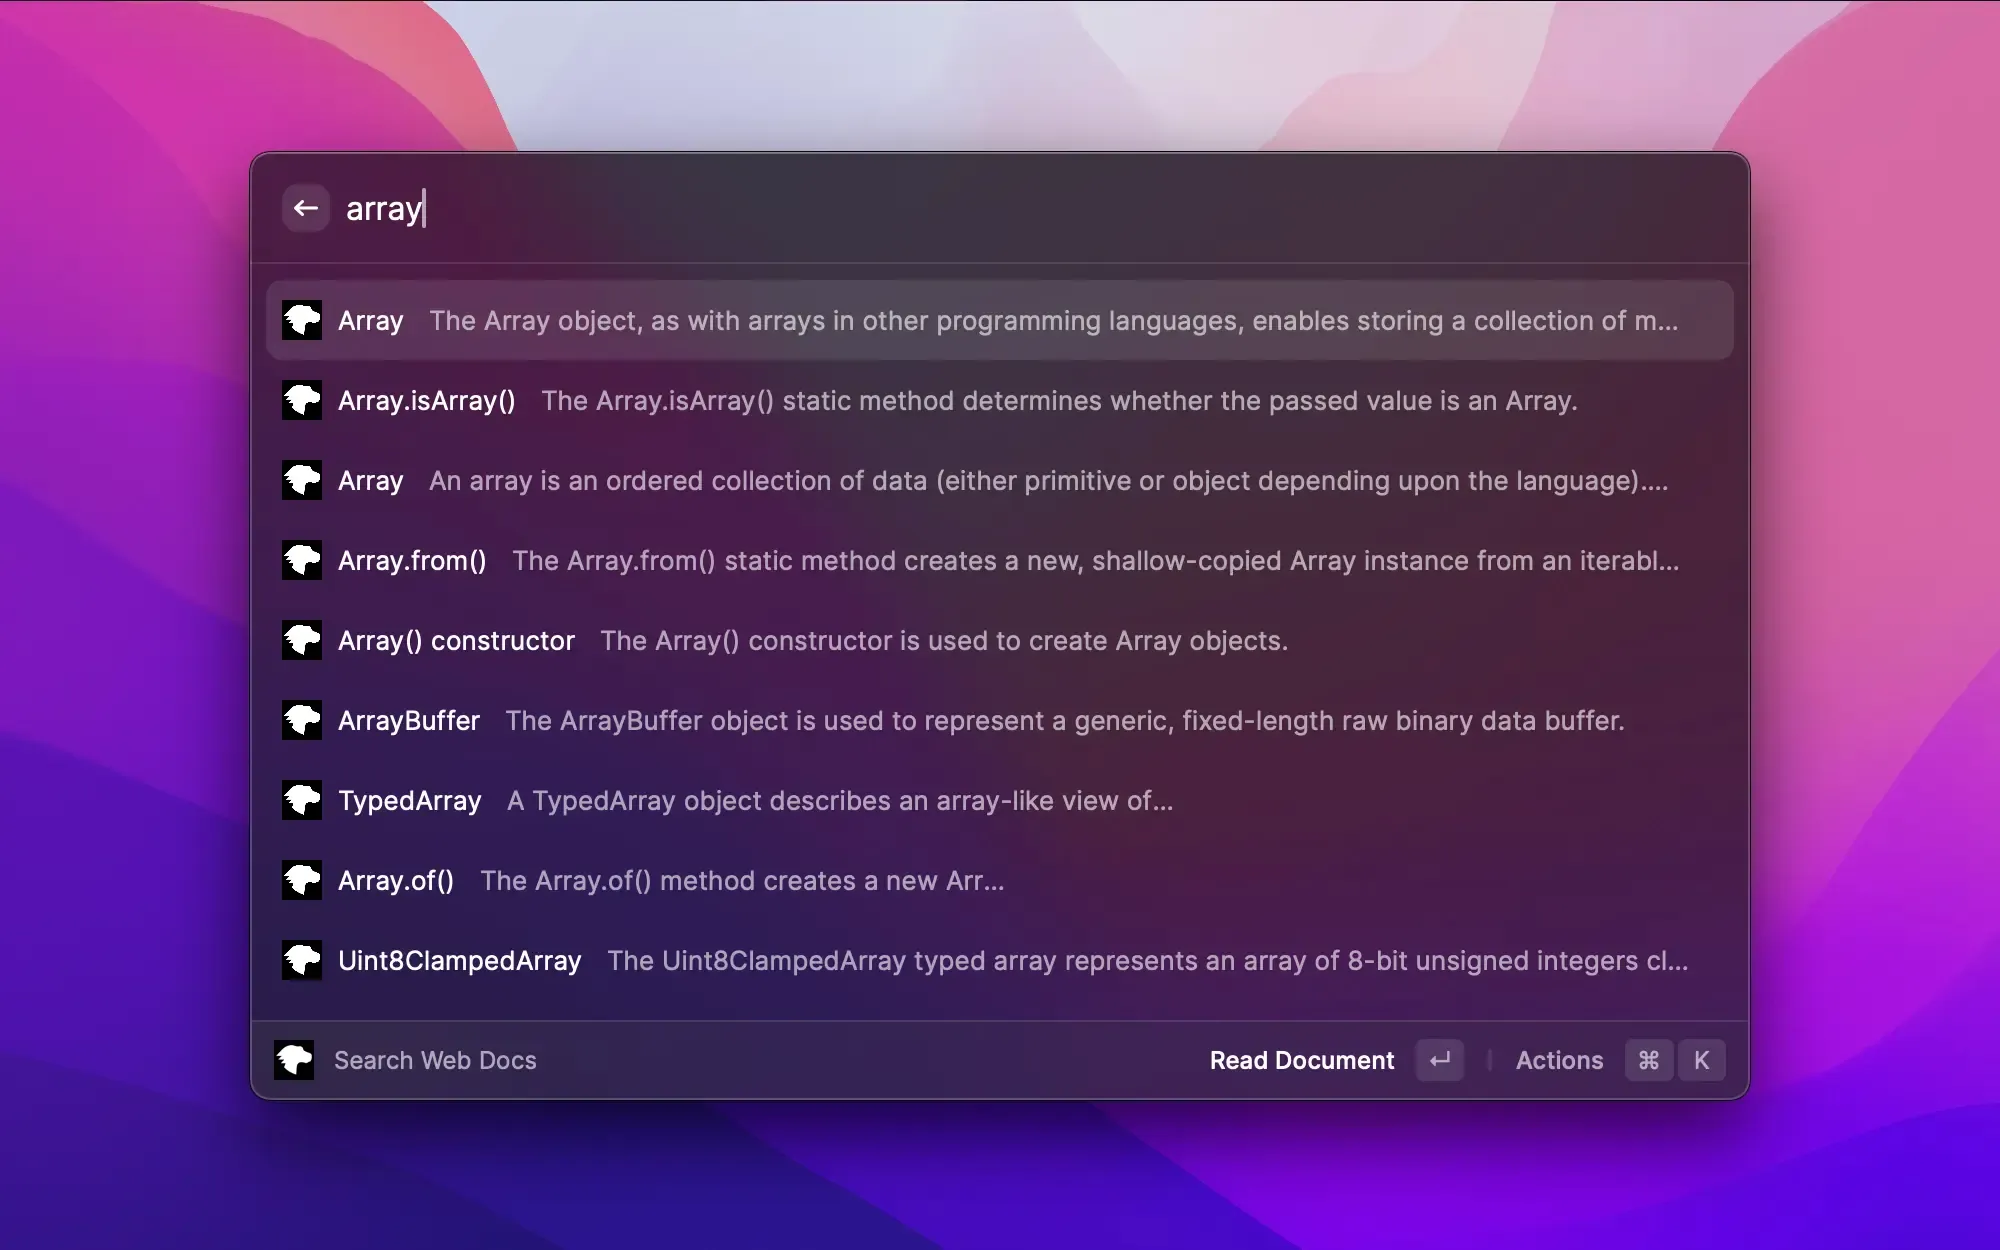 array
Array The Array object, as with arrays in other programming languages, enables storing a collection of m...
Array.isArray() The Array.isArray() static method determines whether the passed value is an Array.
Array An array is an ordered collection of data (either primitive or object depending upon the language)....
Array.from() The Array.from() static method creates a new, shallow-copied Array instance from an iterabl...
Array() constructor The Array() constructor is used to create Array objects.
ArrayBuffer The ArrayBuffer object is used to represent a generic, fixed-length raw binary data buffer.
TypedArray A TypedArray object describes an array-like view of...
Array.of() The Array.of() method creates a new Arr...
Uint8ClampedArray The Uint8ClampedArray typed array represents an array of 8-bit unsigned integers cl...
Search Web Docs Read Document ↵ Actions ⌘ K